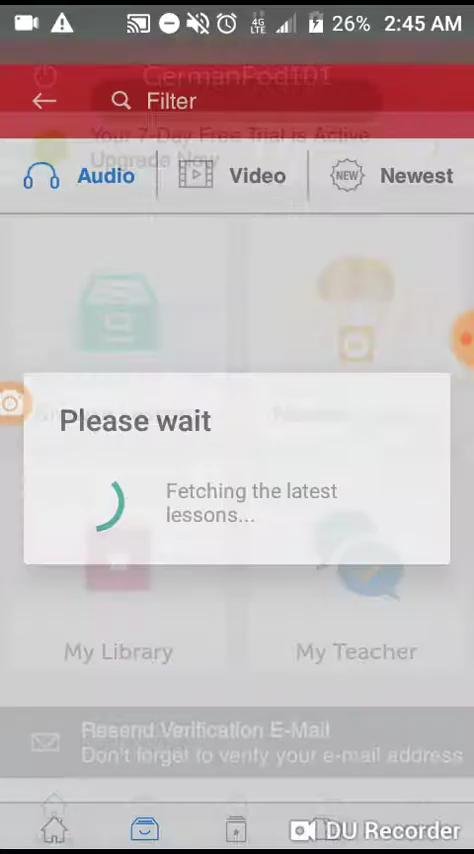 4G
LTE
26% 2:45 AM
GermanPod101
Filter
Your 7-Day Free Trial is Active
Upgrade Now
Audio
Video
NEW
Newest
Please wait
Fetching the latest
lessons...
My Library
My Teacher
Resend Verification E-Mail
Don't forget to verify your e-mail address
DU Recorder